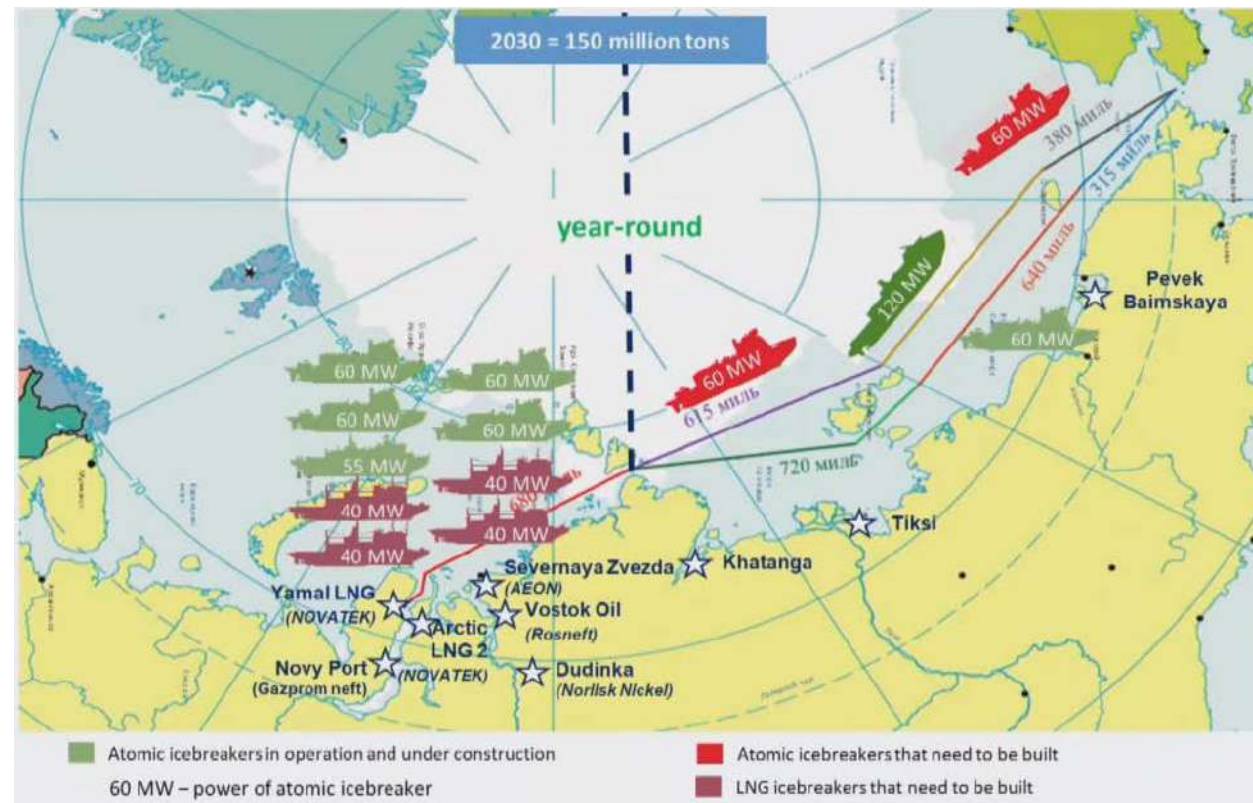 2030 = 150 million tons
60 MW
380 МИЛЬ
315 МИЛЬ
year-round
120 MW
640 МИЛЬ
Pevek
Baimskaya
60 MW
60 MW
60 MW
60 MW
615 МИЛЬ
60 MW
60 MW
55 MW
40 MW
720 МИЛЬ
40 MW
40 MW
40 MW
70
Tiksi
Severnaya Zvezda
(AEON)
Khatanga
Yamal LNG
(NOVATEK)
Vostok Oil
(Rosneft)
Arctic
LNG 2
(NOVATEK)
Novy Port
(Gazprom neft)
Dudinka
(Norilsk Nickel)
Atomic icebreakers in operation and under construction
Atomic icebreakers that need to be built
60 MW – power of atomic icebreaker
LNG icebreakers that need to be built